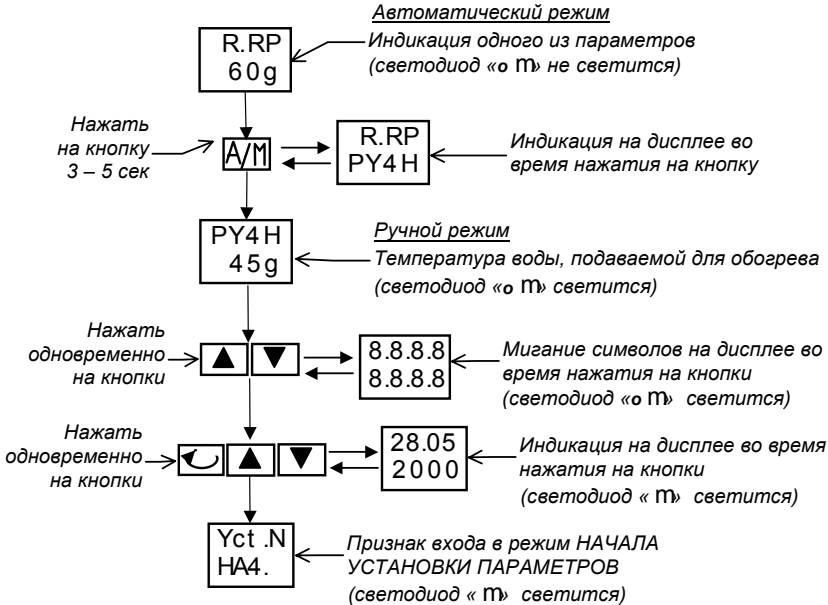 Автоматический режим
R.RP
60g
Индикация одного из параметров
(светодиод «о m» не светится)
Нажать
на кнопку
3 – 5 сек
A/M
R.RP
PY4H
Индикация на дисплее во
время нажатия на кнопку
PY4H
45g
Ручной режим
Температура воды, подаваемой для обогрева
(светодиод «о m» светится)
Нажать
одновременно
на кнопки
▲ ▼
8.8.8.8
8.8.8.8
Мигание символов на дисплее во
время нажатия на кнопки
(светодиод «о m» светится)
Нажать
одновременно
на кнопки
▲ ▼
28.05
2000
Индикация на дисплее во время
нажатия на кнопки
(светодиод « m» светится)
Yct .N
HA4.
Признак входа в режим НАЧАЛА
УСТАНОВКИ ПАРАМЕТРОВ
(светодиод « m» светится)